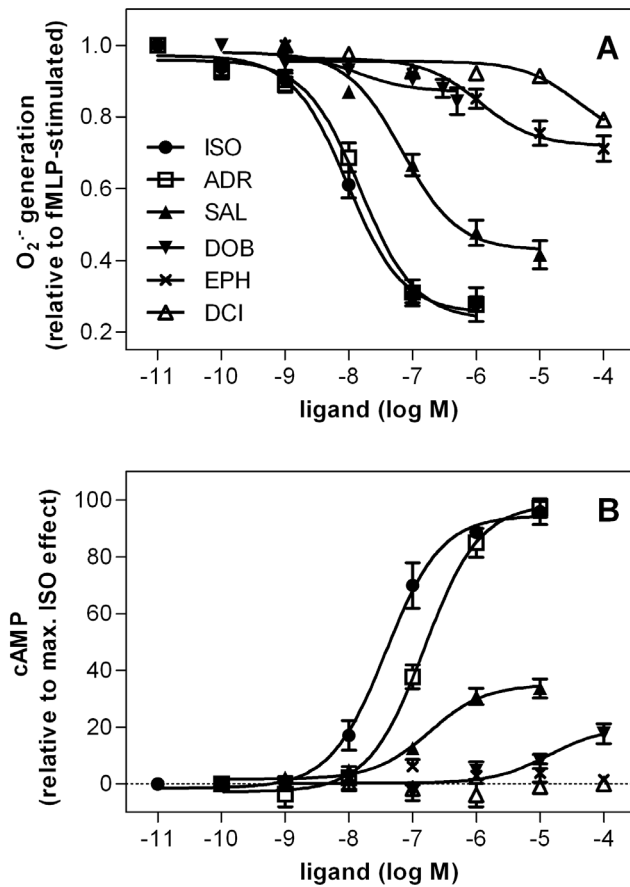 A
1.0
0.8
0.6
0.4
0.2
O₂·⁻ generation
(relative to fMLP-stimulated)
ISO
ADR
SAL
DOB
EPH
DCI
-11 -10 -9 -8 -7 -6 -5 -4
ligand (log M)
B
100
80
60
40
20
0
cAMP
(relative to max. ISO effect)
-11 -10 -9 -8 -7 -6 -5 -4
ligand (log M)